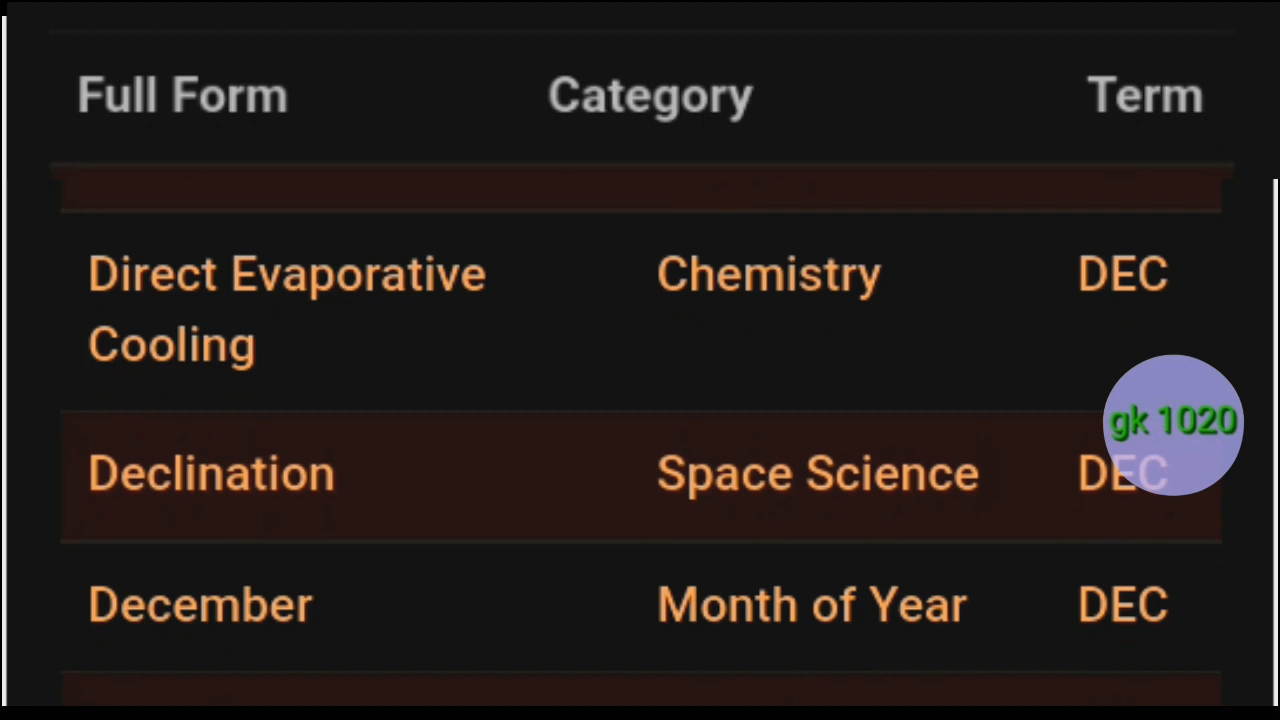 Full Form Category Term
Direct Evaporative Chemistry DEC
Cooling
gk 1020
Declination Space Science DEC
December Month of Year DEC